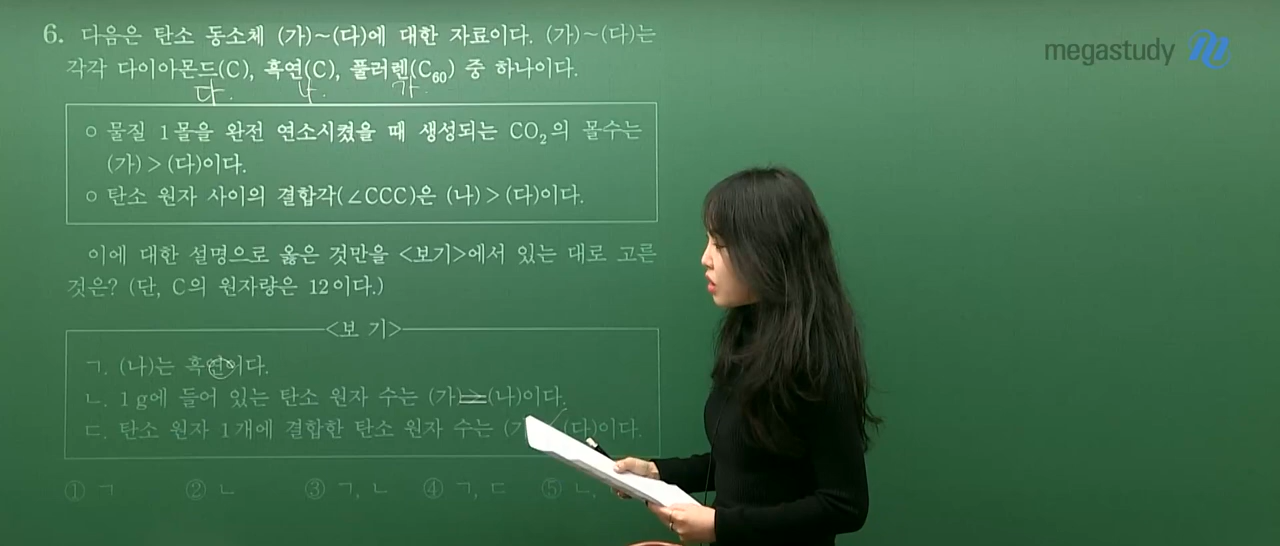 6. 다음은 탄소 동소체 (가)~(다)에 대한 자료이다. (가)~(다)는
각각 다이아몬드(C), 흑연(C), 풀러렌(C₆₀) 중 하나이다.
다. 나. 가.
○ 물질 1몰을 완전 연소시켰을 때 생성되는 CO₂의 몰수는
(가) > (다)이다.
○ 탄소 원자 사이의 결합각(∠CCC)은 (나) > (다)이다.
이에 대한 설명으로 옳은 것만을 <보기>에서 있는 대로 고른
것은? (단, C의 원자량은 12이다.)
<보 기>
ㄱ. (나)는 흑연이다.
ㄴ. 1g에 들어 있는 탄소 원자 수는 (가)>(나)이다.
ㄷ. 탄소 원자 1개에 결합한 탄소 원자 수는 (다)이다.
① ㄱ ② ㄴ ③ ㄱ, ㄴ ④ ㄱ, ㄷ ⑤ ㄴ,
megastudy